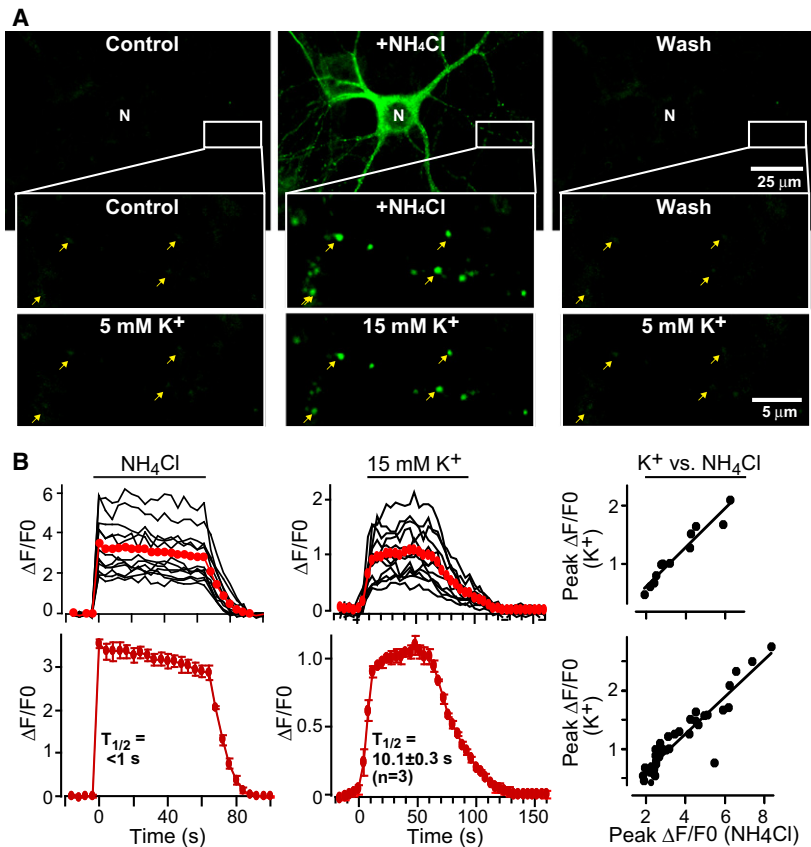 A
Control +NH₄Cl Wash
N N N
25 μm
Control +NH₄Cl Wash
5 mM K⁺ 15 mM K⁺ 5 mM K⁺
5 μm
B
NH₄Cl 15 mM K⁺ K⁺ vs. NH₄Cl
ΔF/F0
6
4
2
0
ΔF/F0
2
1
0
Peak ΔF/F0
(K⁺)
2
1
ΔF/F0
3
2
1
0
T1/2 =
<1 s
0 40 80
Time (s)
ΔF/F0
1.0
0.5
0.0
T1/2 =
10.1±0.3 s
(n=3)
0 50 100 150
Time (s)
Peak ΔF/F0
(K⁺)
2
1
2 4 6 8
Peak ΔF/F0 (NH₄Cl)